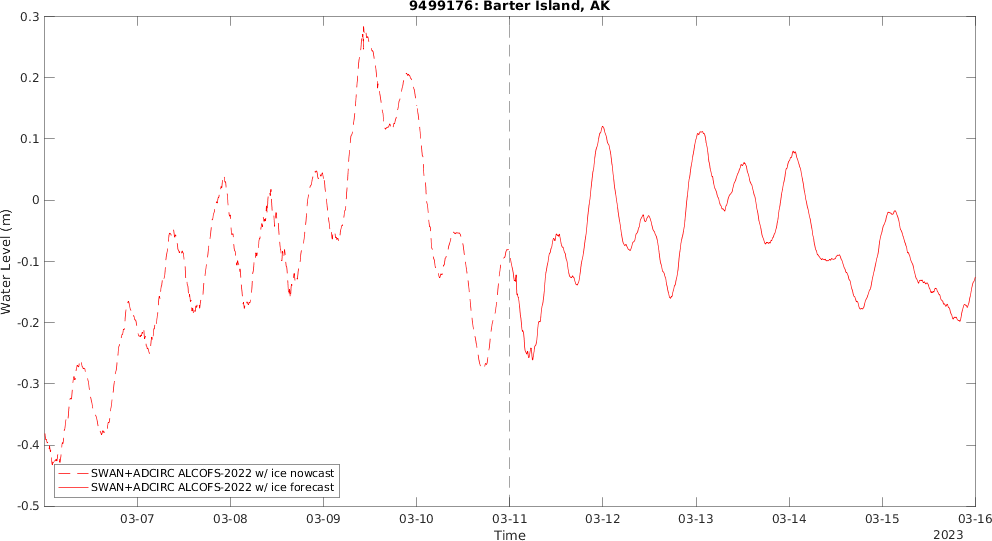 9499176: Barter Island, AK
0.3
0.2
0.1
0
-0.1
-0.2
-0.3
-0.4
-0.5
Water Level (m)
SWAN+ADCIRC ALCOFS-2022 w/ ice nowcast
SWAN+ADCIRC ALCOFS-2022 w/ ice forecast
03-07 03-08 03-09 03-10 03-11 03-12 03-13 03-14 03-15 03-16
Time
2023